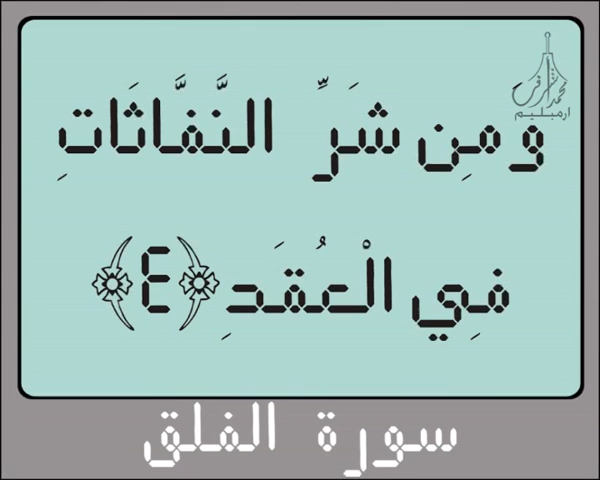 وَمِن شَرِّ النَّفَّاثَاتِ
فِي الْعُقَدِ ﴿٤﴾
سورة الفلق